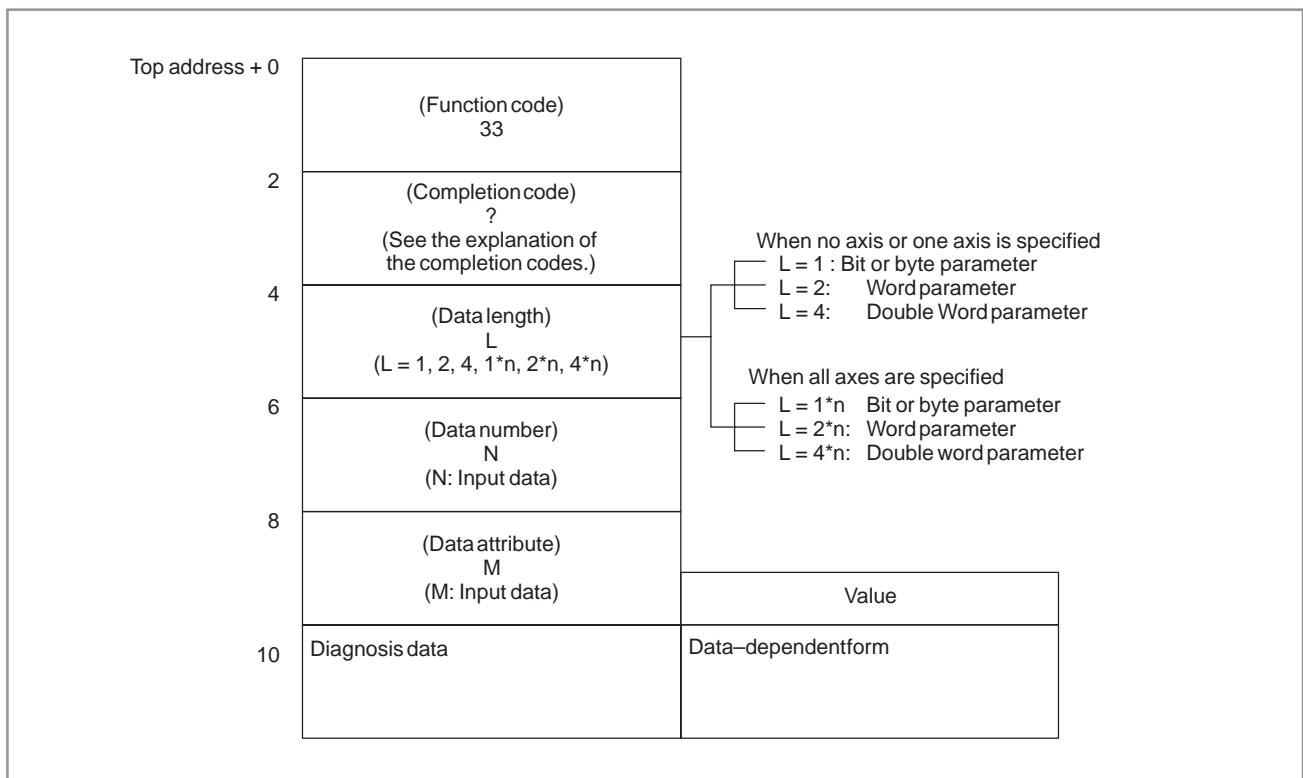 Top address + 0
(Function code)
33
2
(Completion code)
?
(See the explanation of
the completion codes.)
4
(Data length)
L
(L = 1, 2, 4, 1*n, 2*n, 4*n)
When no axis or one axis is specified
L = 1 : Bit or byte parameter
L = 2: Word parameter
L = 4: Double Word parameter
When all axes are specified
L = 1*n Bit or byte parameter
L = 2*n: Word parameter
L = 4*n: Double word parameter
6
(Data number)
N
(N: Input data)
8
(Data attribute)
M
(M: Input data)
Value
10
Diagnosis data
Data–dependent form